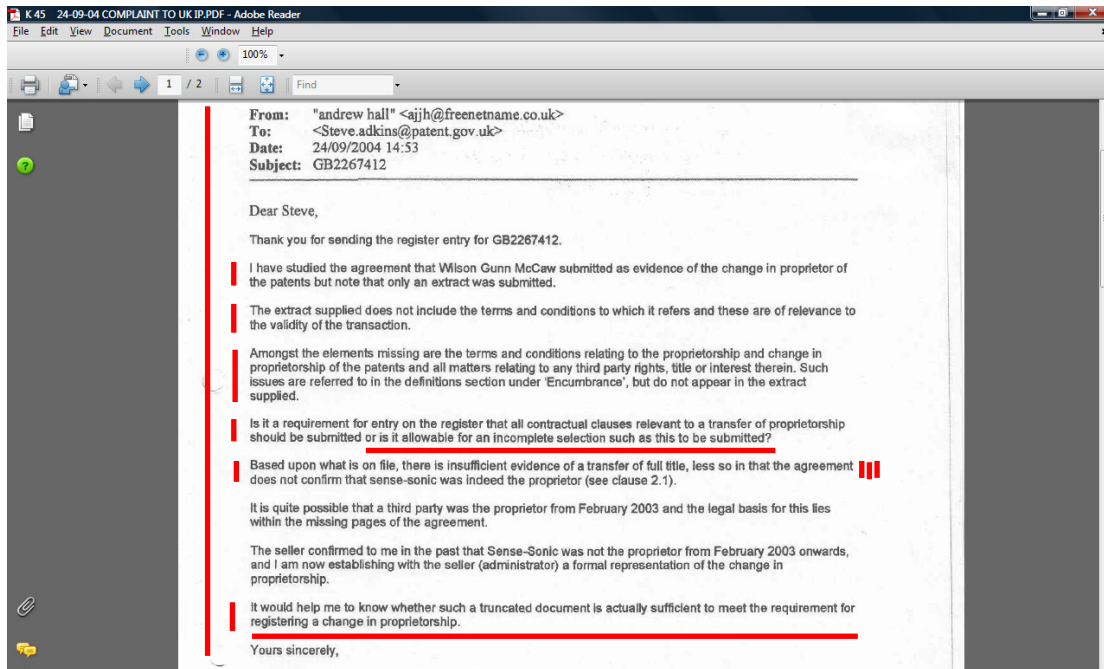 K 45 24-09-04 COMPLAINT TO UK IP.PDF - Adobe Reader
File Edit View Document Tools Window Help
100%
1 / 2 Find
From: "andrew hall" <ajjh@freenetname.co.uk>
To: <Steve.adkins@patent.gov.uk>
Date: 24/09/2004 14:53
Subject: GB2267412
Dear Steve,
Thank you for sending the register entry for GB2267412.
I have studied the agreement that Wilson Gunn McCaw submitted as evidence of the change in proprietor of
the patents but note that only an extract was submitted.
The extract supplied does not include the terms and conditions to which it refers and these are of relevance to
the validity of the transaction.
Amongst the elements missing are the terms and conditions relating to the proprietorship and change in
proprietorship of the patents and all matters relating to any third party rights, title or interest therein. Such
issues are referred to in the definitions section under 'Encumbrance', but do not appear in the extract
supplied.
Is it a requirement for entry on the register that all contractual clauses relevant to a transfer of proprietorship
should be submitted or is it allowable for an incomplete selection such as this to be submitted?
Based upon what is on file, there is insufficient evidence of a transfer of full title, less so in that the agreement
does not confirm that sense-sonic was indeed the proprietor (see clause 2.1).
It is quite possible that a third party was the proprietor from February 2003 and the legal basis for this lies
within the missing pages of the agreement.
The seller confirmed to me in the past that Sense-Sonic was not the proprietor from February 2003 onwards,
and I am now establishing with the seller (administrator) a formal representation of the change in
proprietorship.
It would help me to know whether such a truncated document is actually sufficient to meet the requirement for
registering a change in proprietorship.
Yours sincerely,